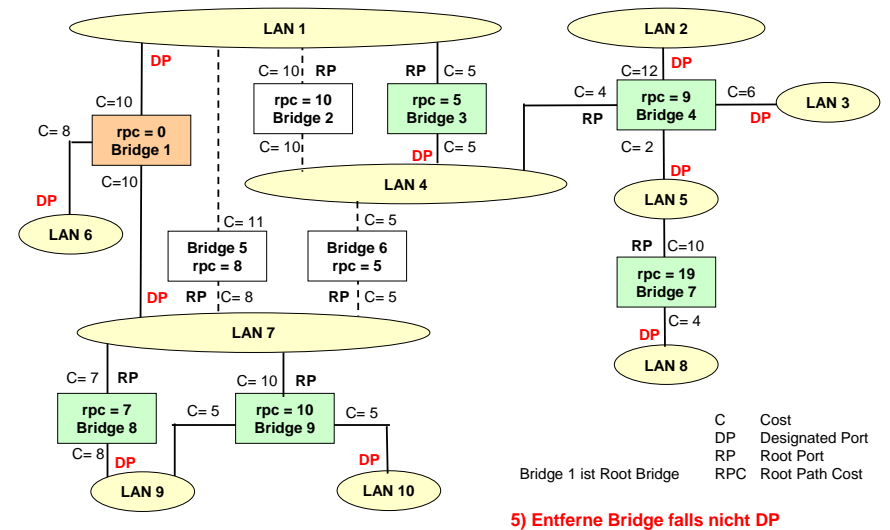 LAN 1
LAN 2
DP
C= 10
RP
RP
C= 5
DP
C=12
C=10
rpc = 10
Bridge 2
rpc = 5
Bridge 3
C= 4
RP
rpc = 9
Bridge 4
C=6
DP
LAN 3
C= 8
rpc = 0
Bridge 1
C=10
C= 10
DP
C= 5
C= 2
DP
LAN 4
DP
LAN 5
LAN 6
C= 11
C= 5
Bridge 5
rpc = 8
Bridge 6
rpc = 5
RP
C=10
rpc = 19
Bridge 7
DP
RP
C= 8
RP
C= 5
LAN 7
C= 4
DP
LAN 8
C= 7
RP
C= 10
RP
rpc = 7
Bridge 8
C= 5
rpc = 10
Bridge 9
C= 5
C= 8
DP
DP
LAN 9
LAN 10
C Cost
DP Designated Port
RP Root Port
Bridge 1 ist Root Bridge
RPC Root Path Cost
5) Entferne Bridge falls nicht DP